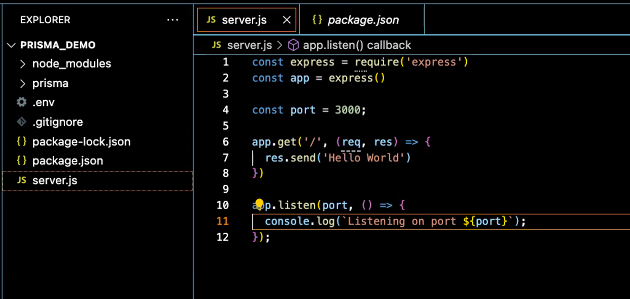 EXPLORER ...
PRISMA_DEMO
node_modules
prisma
.env
.gitignore
{} package-lock.json
{} package.json
JS server.js
JS server.js × {} package.json
JS server.js > app.listen() callback
1 const express = require('express')
2 const app = express()
3
4 const port = 3000;
5
6 app.get('/', (req, res) => {
7 res.send('Hello World')
8 })
9
10 app.listen(port, () => {
11 console.log(`Listening on port ${port}`);
12 });